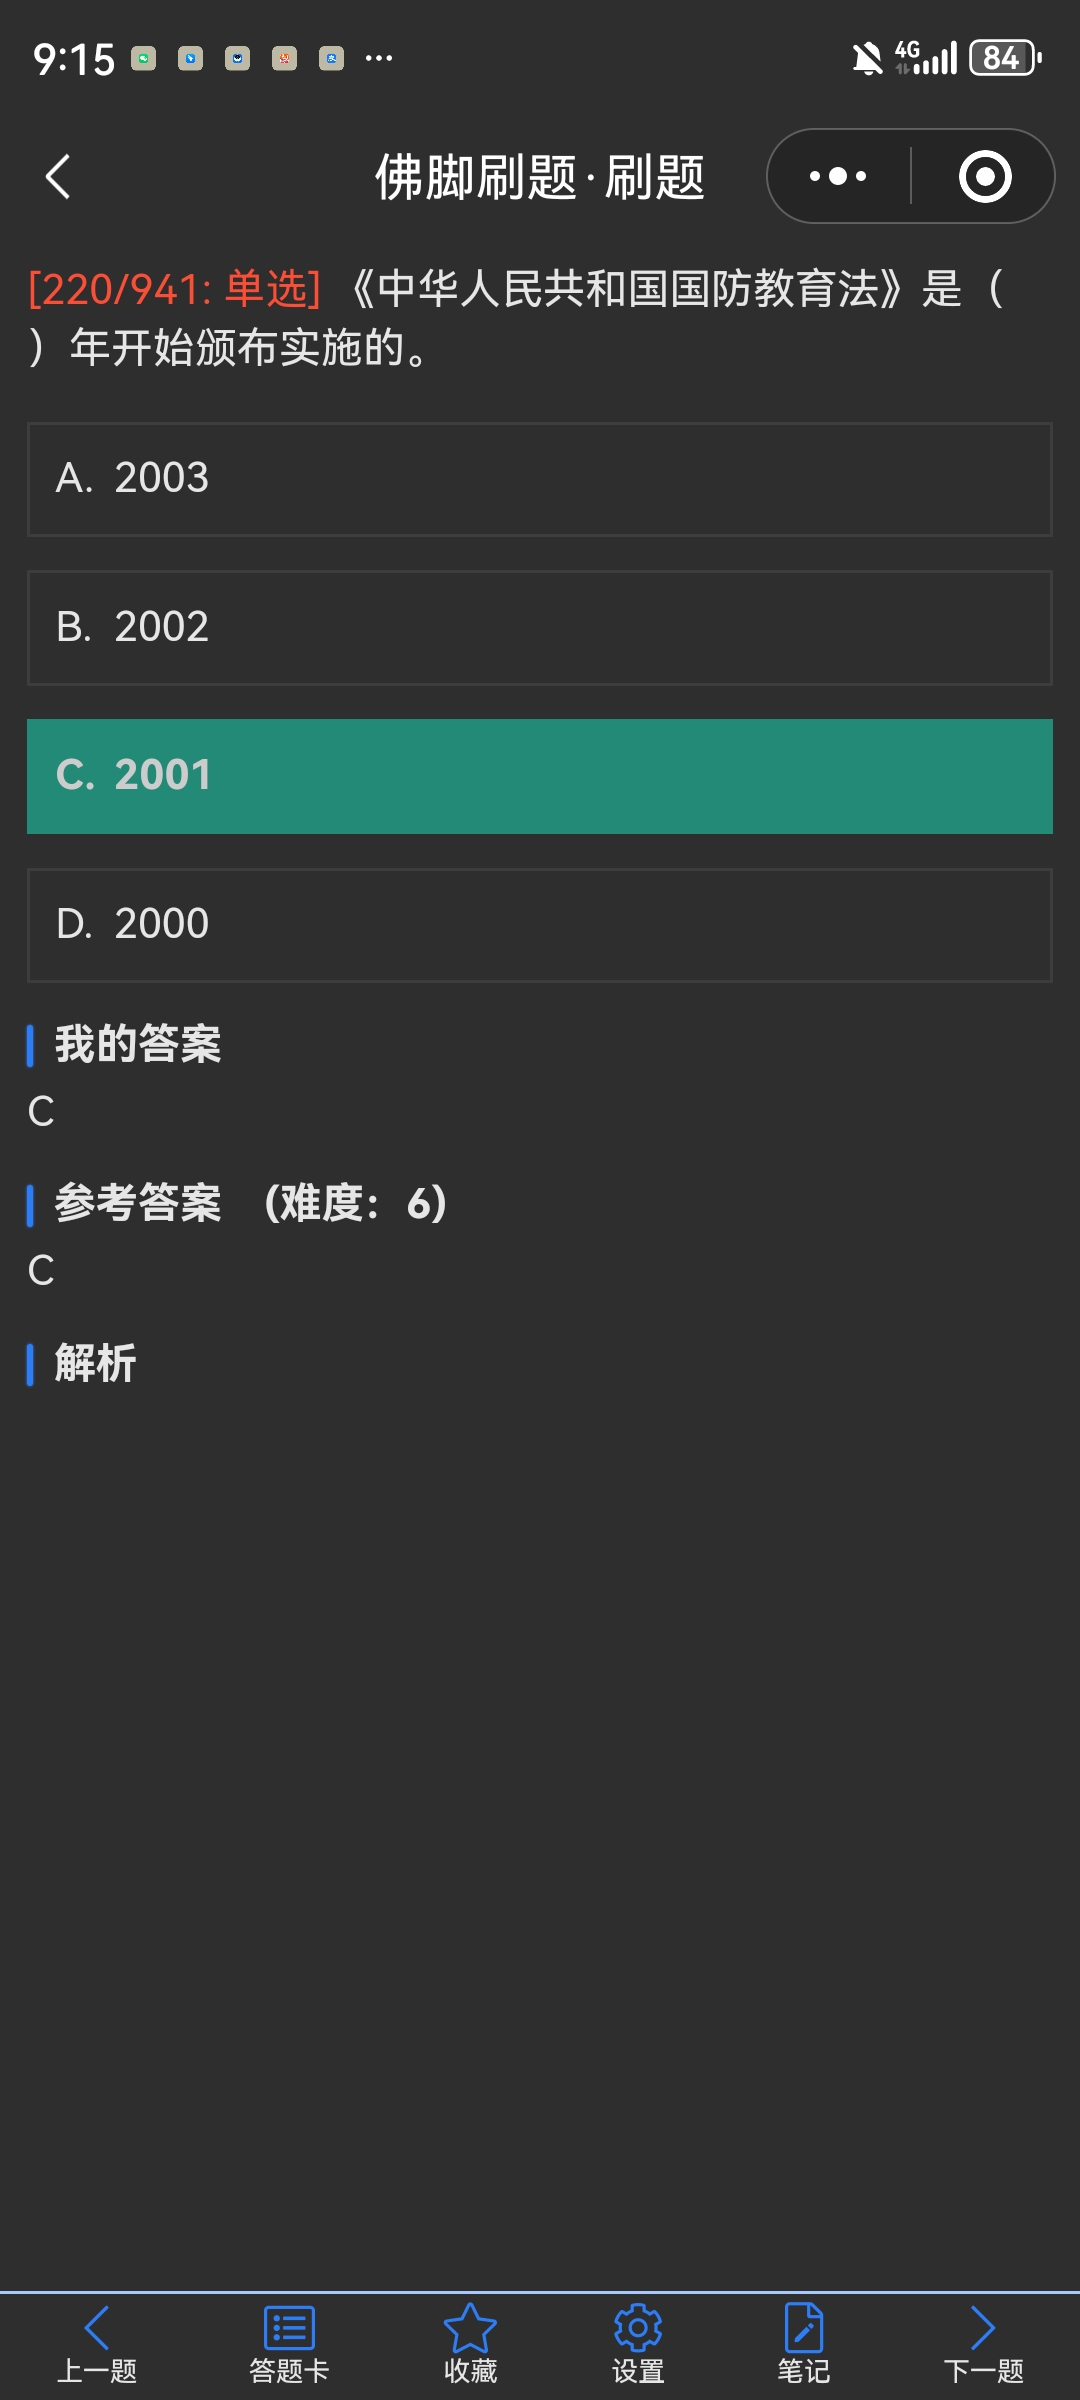 9:15
4G
84
佛脚刷题·刷题
[220/941: 单选] 《中华人民共和国国防教育法》是（
）年开始颁布实施的。
A. 2003
B. 2002
C. 2001
D. 2000
我的答案
C
参考答案 (难度：6)
C
解析
上一题 答题卡 收藏 设置 笔记 下一题